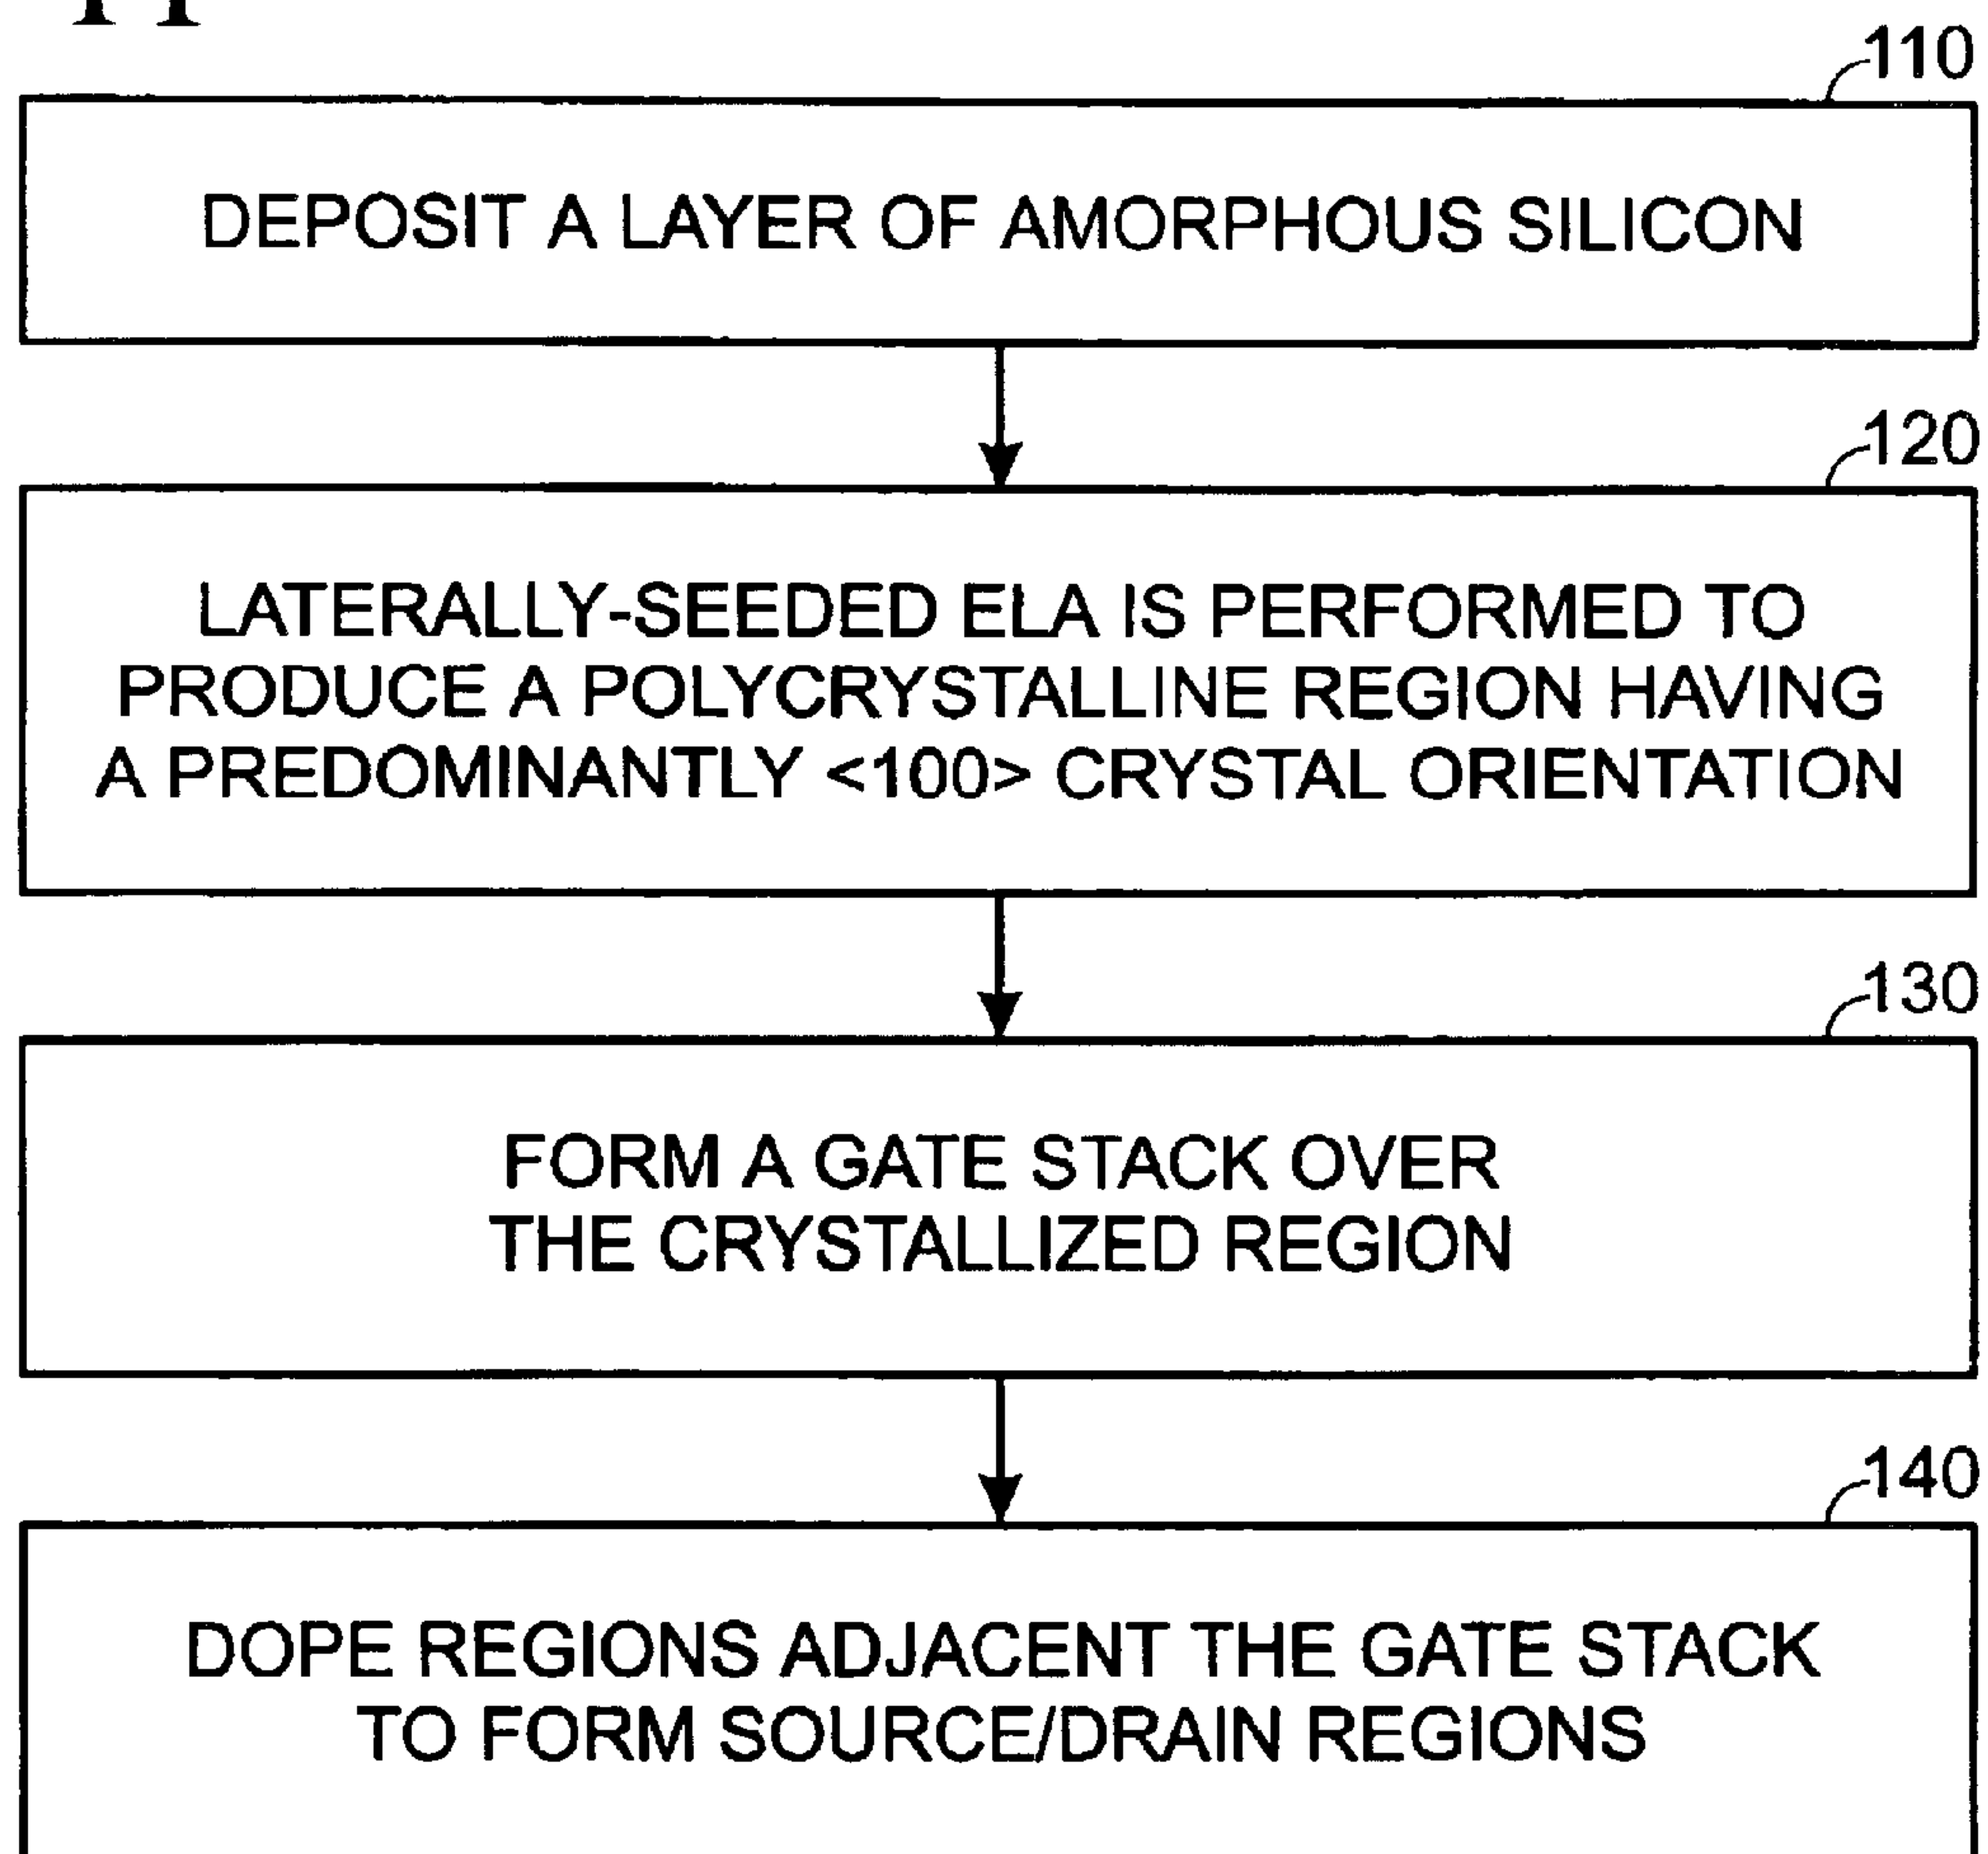 110
DEPOSIT A LAYER OF AMORPHOUS SILICON
120
LATERALLY-SEEDED ELA IS PERFORMED TO
PRODUCE A POLYCRYSTALLINE REGION HAVING
A PREDOMINANTLY <100> CRYSTAL ORIENTATION
130
FORM A GATE STACK OVER
THE CRYSTALLIZED REGION
140
DOPE REGIONS ADJACENT THE GATE STACK
TO FORM SOURCE/DRAIN REGIONS